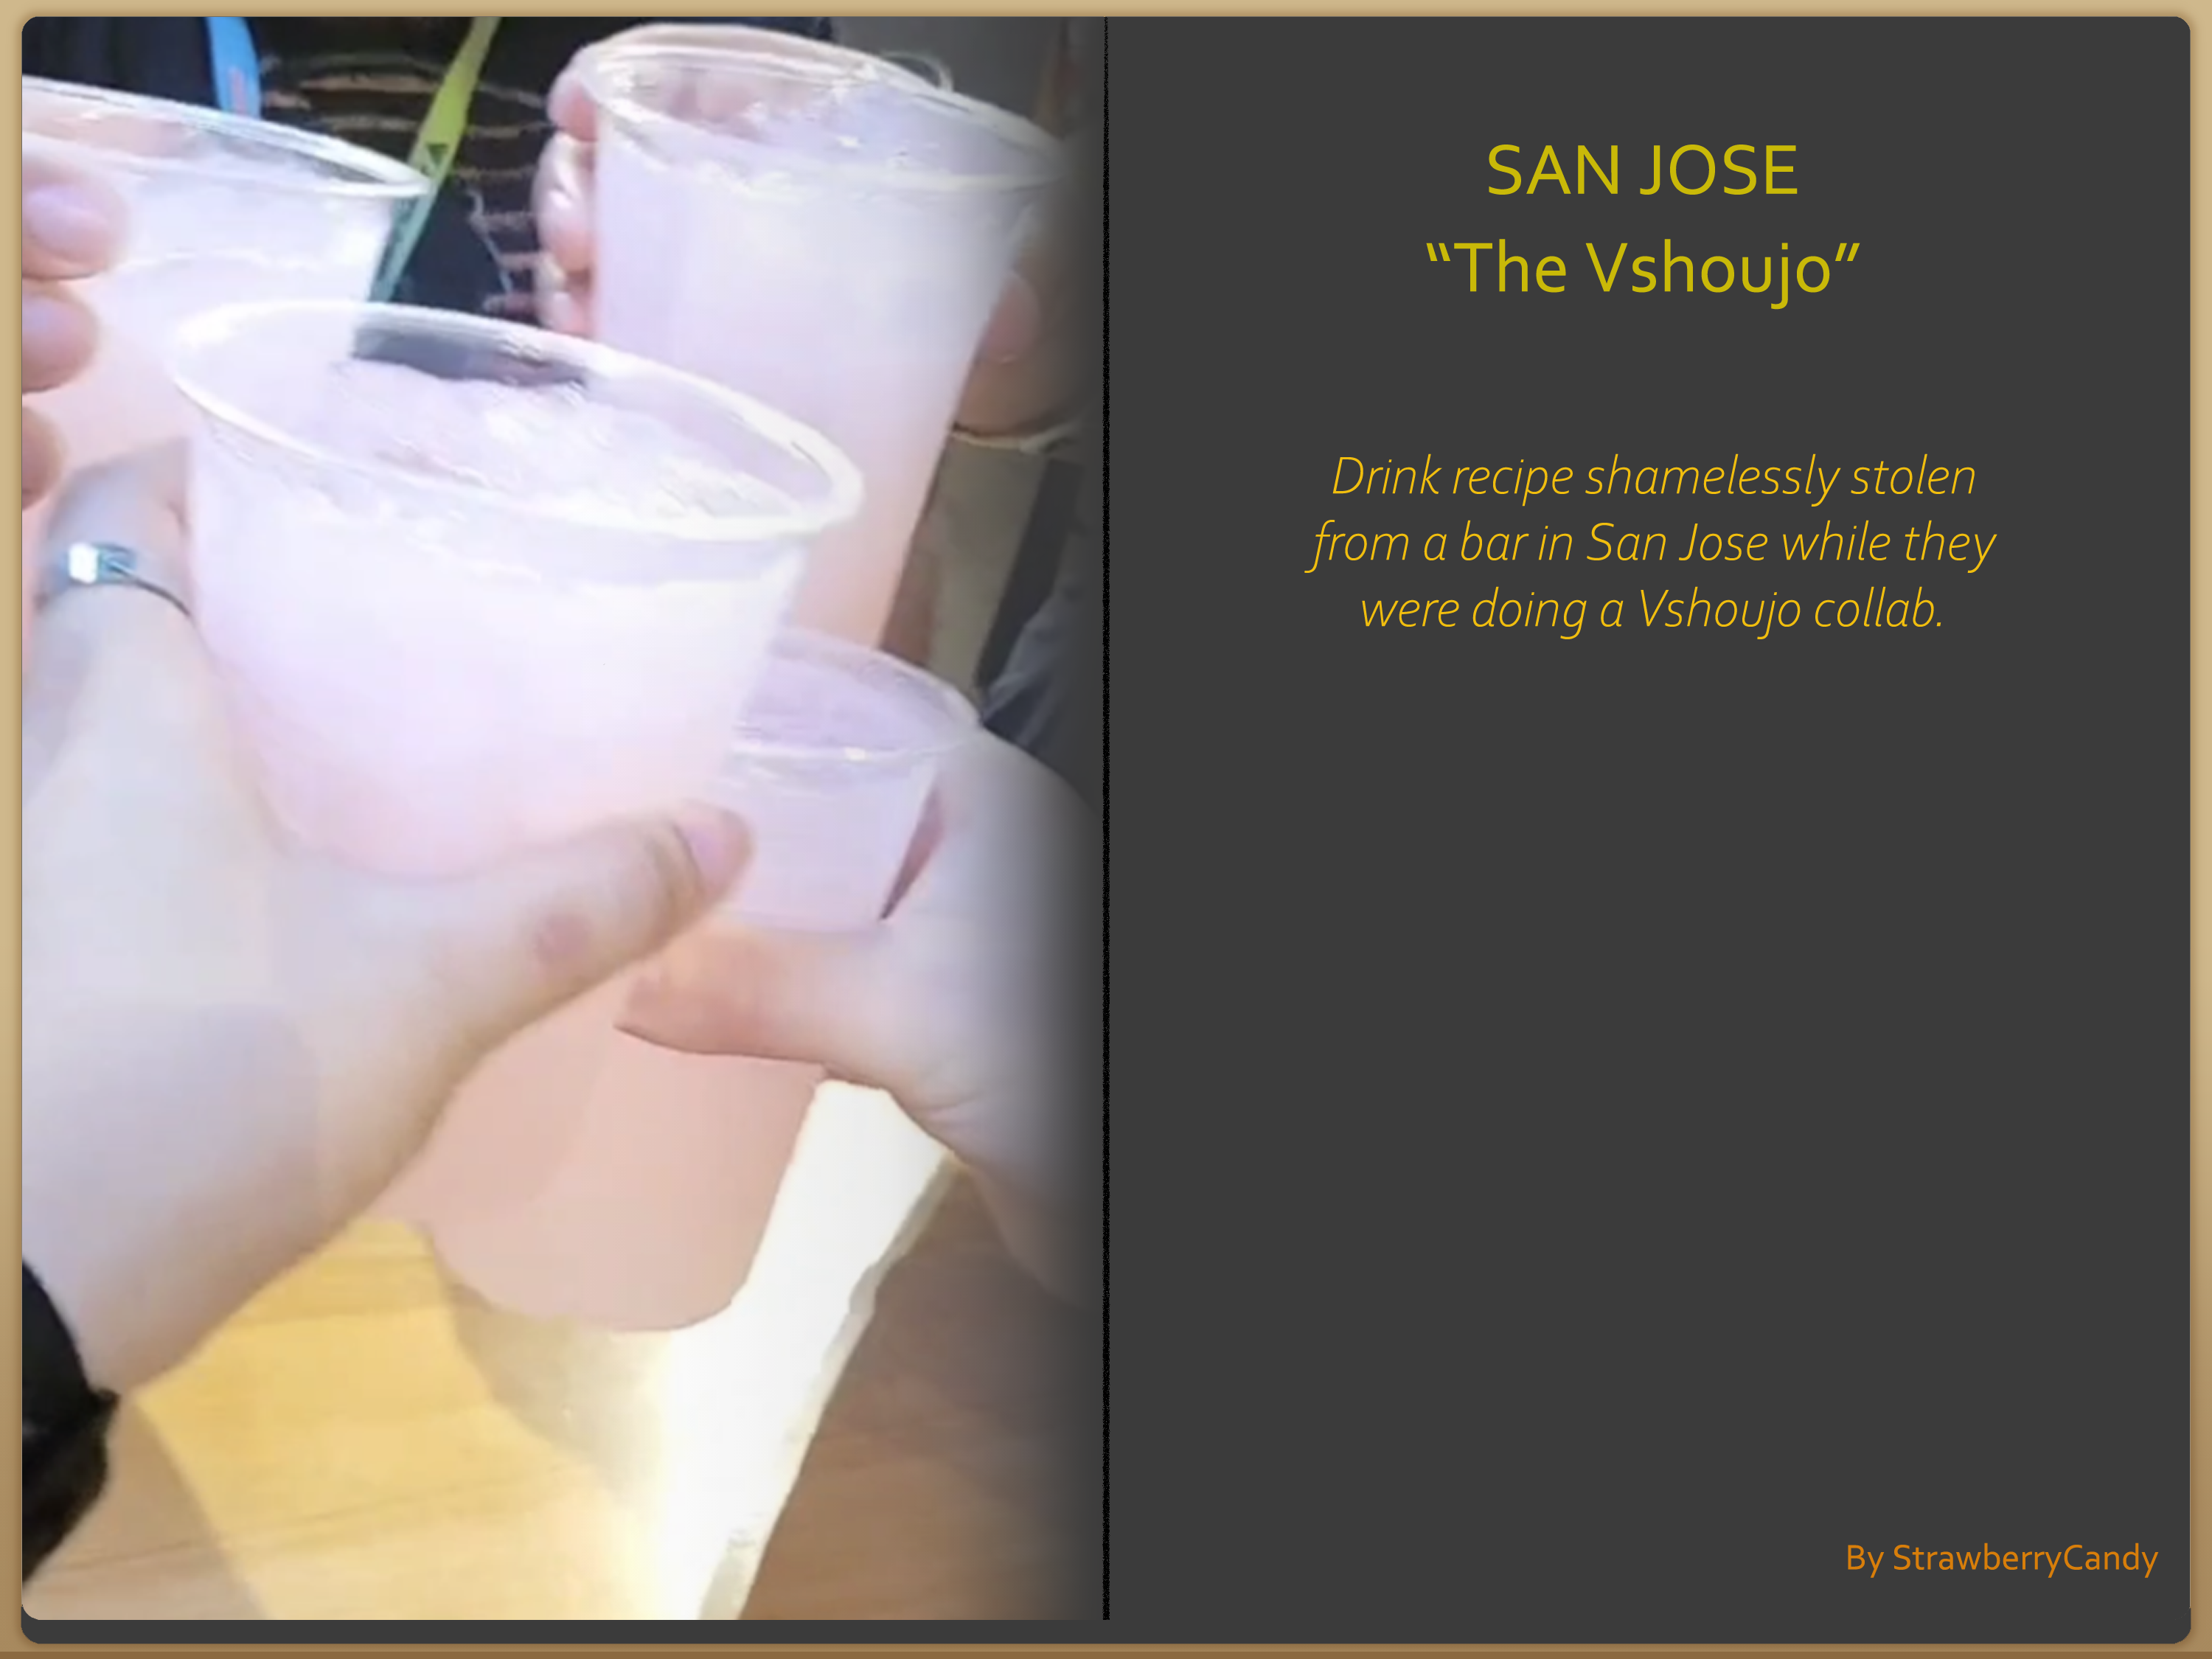 SAN JOSE
“The Vshoujo”
Drink recipe shamelessly stolen
from a bar in San Jose while they
were doing a Vshoujo collab.
By StrawberryCandy